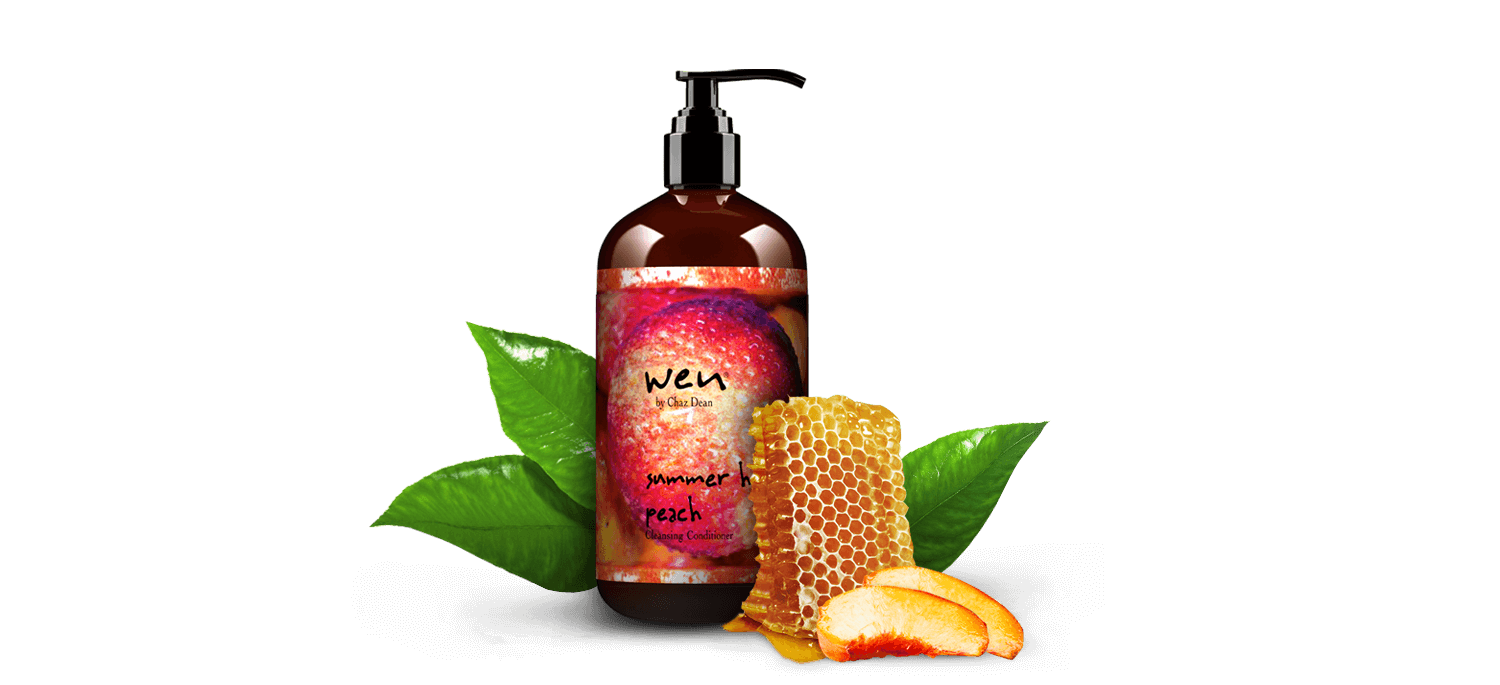 wen
by Chaz Dean
summer h
peach
Cleansing Conditioner